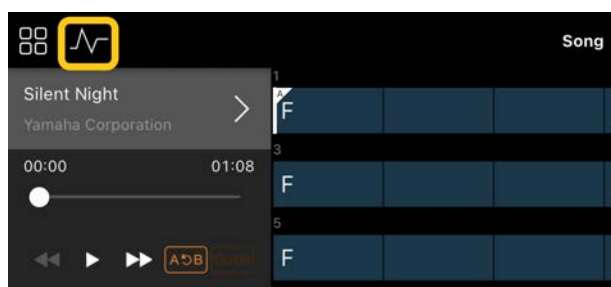 Song
Silent Night
Yamaha Corporation
00:00 01:08
A B
1
A
F
3
F
5
F